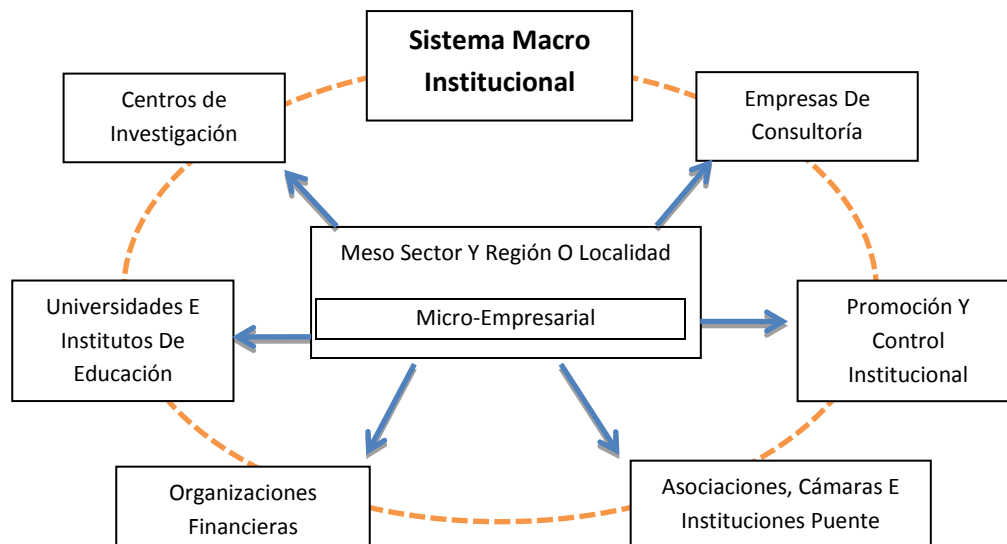 Sistema Macro
Institucional
Centros de
Investigación
Empresas De
Consultoría
Meso Sector Y Región O Localidad
Micro-Empresarial
Universidades E
Institutos De
Educación
Promoción Y
Control
Institucional
Organizaciones
Financieras
Asociaciones, Cámaras E
Instituciones Puente